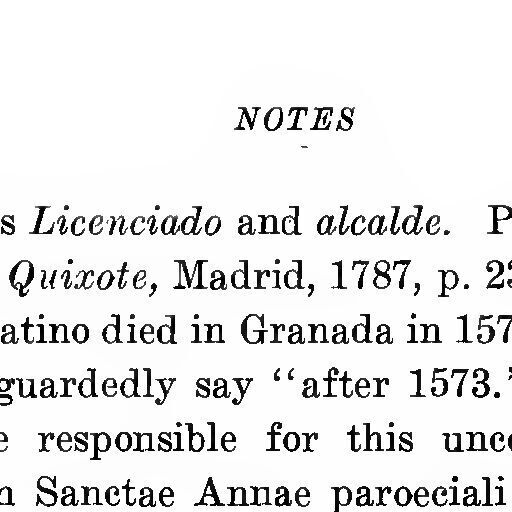 NOTES
s Licenciado and alcalde. P
Quixote, Madrid, 1787, p. 23
atino died in Granada in 157
guardedly say “after 1573.”
e responsible for this unc
n Sanctae Annae paroeciali